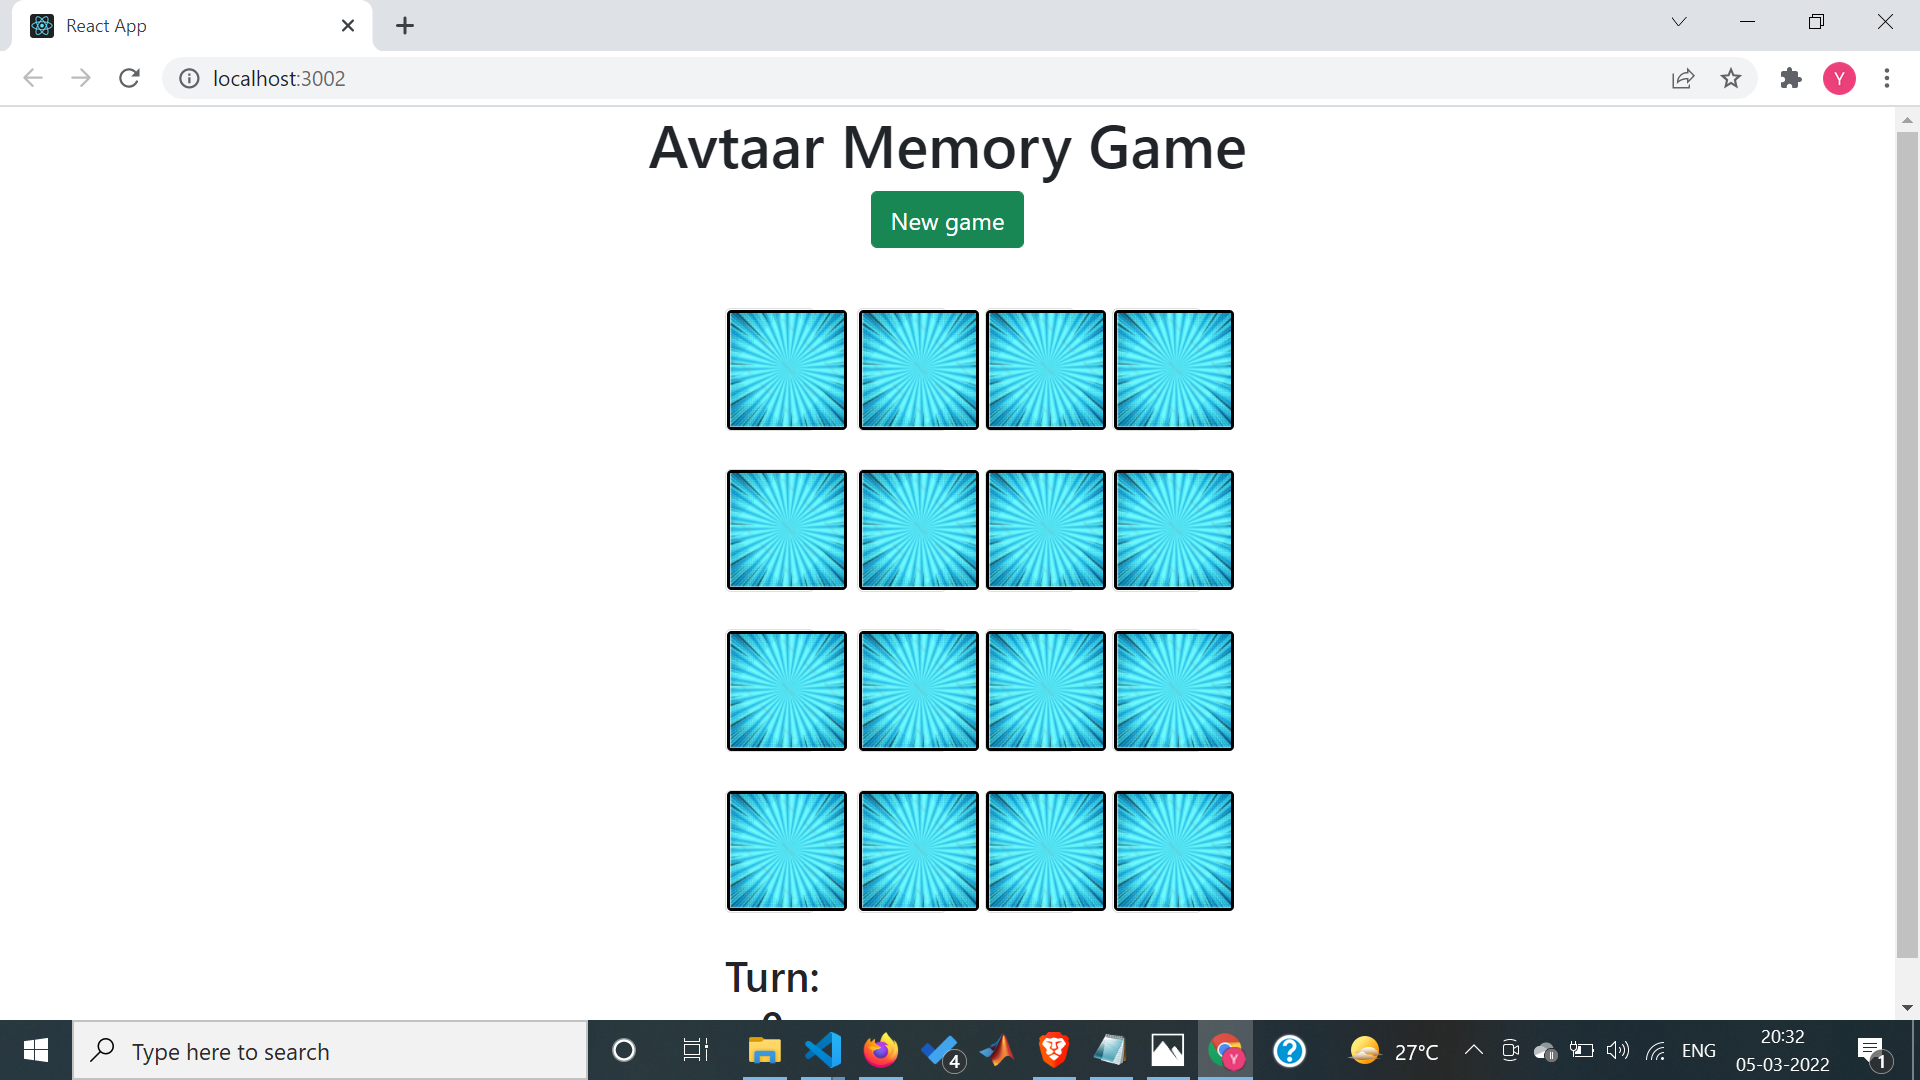 React App
localhost:3002
Y
Avtaar Memory Game
New game
Turn:
Type here to search
4
Y
?
27°C
ENG
20:32
05-03-2022
1